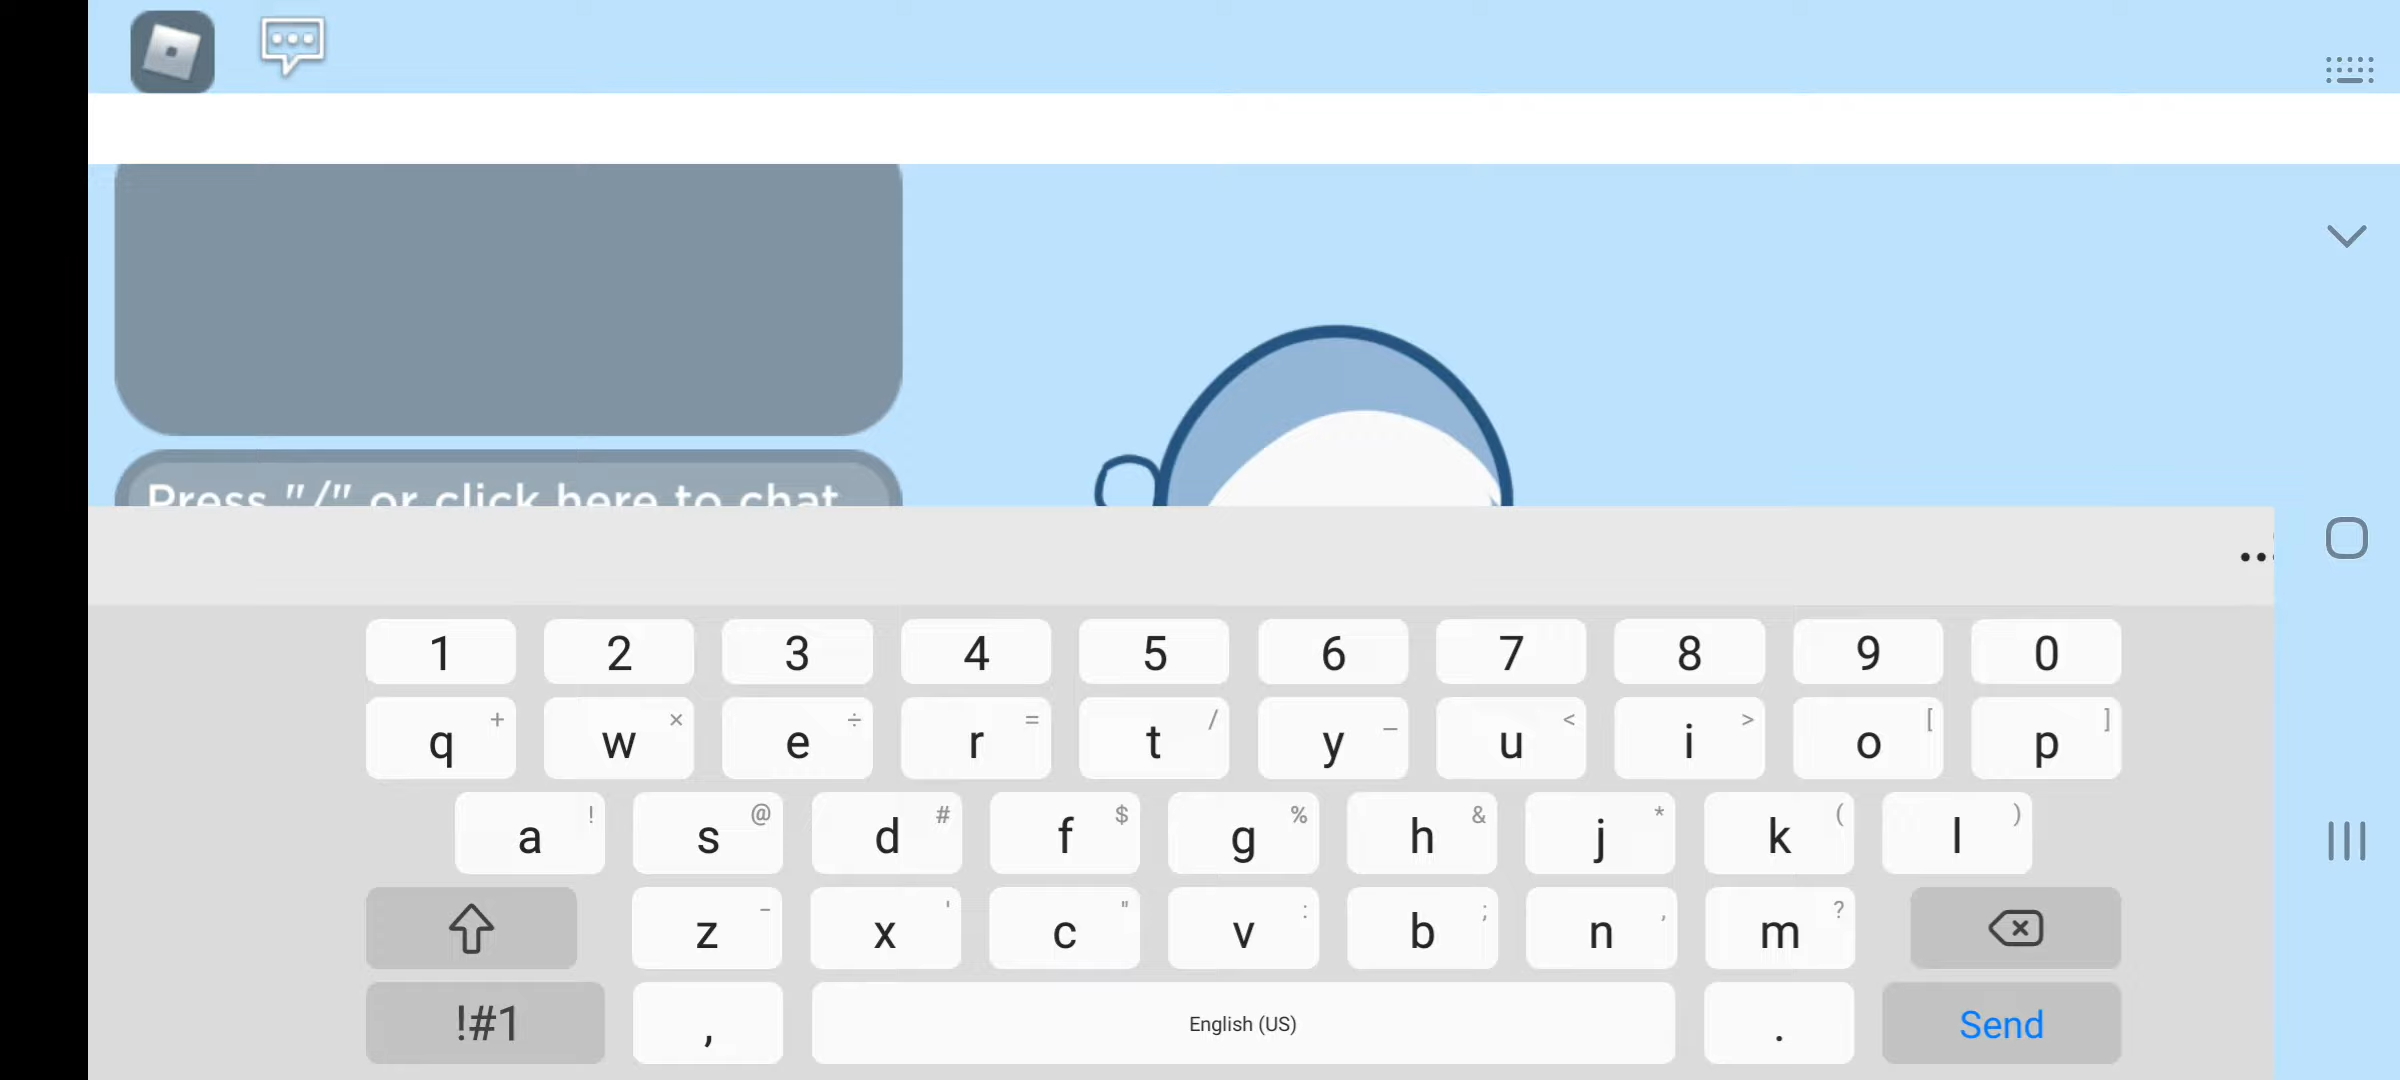 Press "/" or click here to chat
1 2 3 4 5 6 7 8 9 0
+ × ÷ = / _ < > [ ]
q w e r t y u i o p
! @ # $ % & * ( )
a s d f g h j k l
- ' " : ; , ?
z x c v b n m
!#1 , English (US) . Send